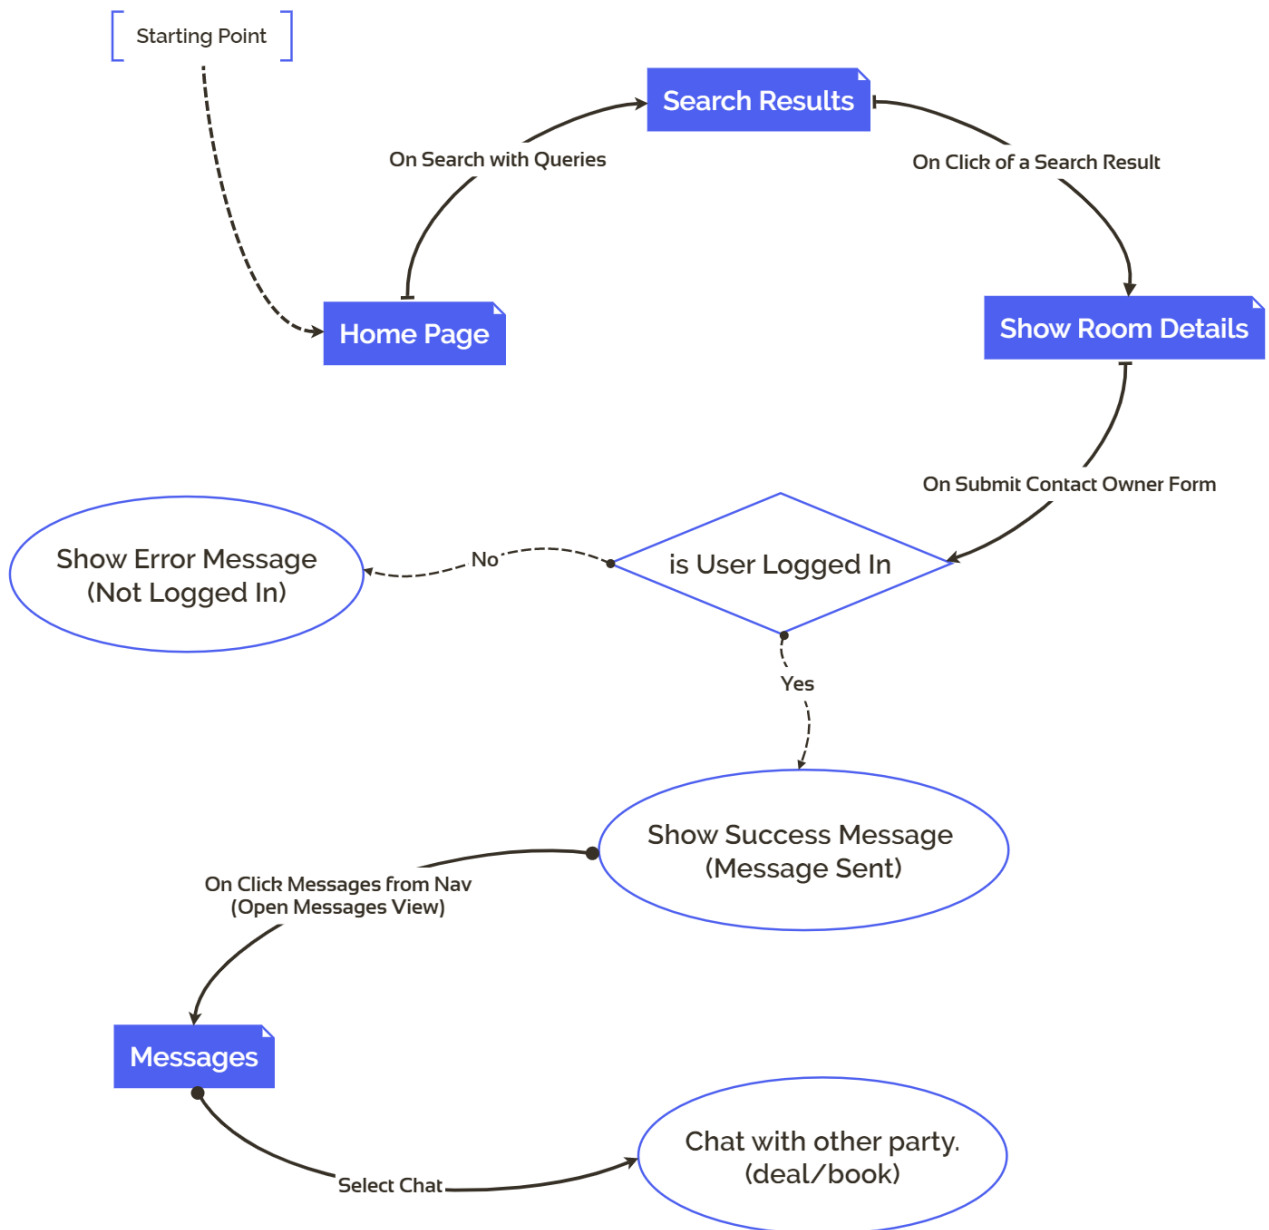 Starting Point
Search Results
On Search with Queries
On Click of a Search Result
Home Page
Show Room Details
On Submit Contact Owner Form
Show Error Message
(Not Logged In)
No
is User Logged In
Yes
Show Success Message
(Message Sent)
On Click Messages from Nav
(Open Messages View)
Messages
Chat with other party.
(deal/book)
Select Chat